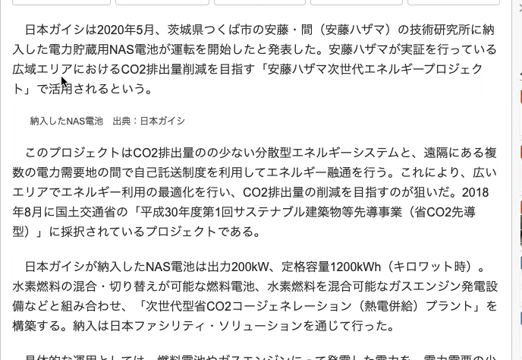 日本ガイシは2020年5月、茨城県つくば市の安藤・間（安藤ハザマ）の技術研究所に納
入した電力貯蔵用NAS電池が運転を開始したと発表した。安藤ハザマが実証を行っている
広域エリアにおけるCO2排出量削減を目指す「安藤ハザマ次世代エネルギープロジェク
ト」で活用されるという。
納入したNAS電池　出典：日本ガイシ
このプロジェクトはCO2排出量のの少ない分散型エネルギーシステムと、遠隔にある複
数の電力需要地の間で自己託送制度を利用してエネルギー融通を行う。これにより、広い
エリアでエネルギー利用の最適化を行い、CO2排出量の削減を目指すのが狙いだ。2018
年8月に国土交通省の「平成30年度第1回サステナブル建築物等先導事業（省CO2先導
型）」に採択されているプロジェクトである。
日本ガイシが納入したNAS電池は出力200kW、定格容量1200kWh（キロワット時）。
水素燃料の混合・切り替えが可能な燃料電池、水素燃料を混合可能なガスエンジン発電設
備などと組み合わせ、「次世代型省CO2コージェネレーション（熱電併給）プラント」を
構築する。納入は日本ファシリティ・ソリューションを通じて行った。